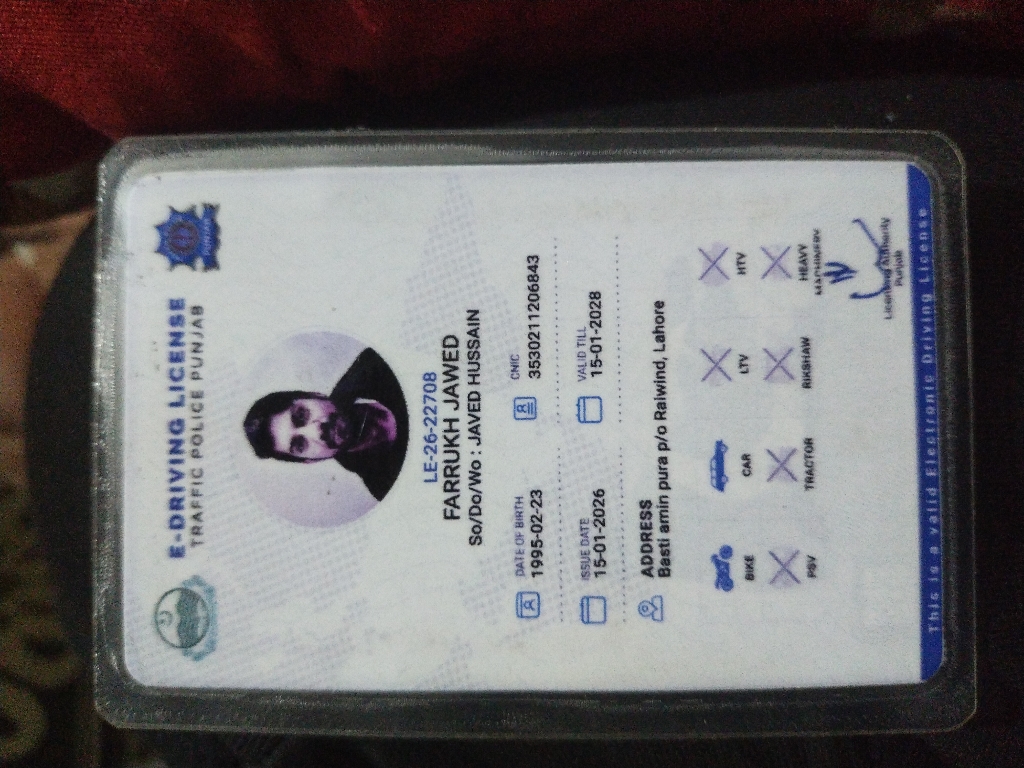 E-DRIVING LICENSE
TRAFFIC POLICE PUNJAB
LE-26-22708
FARRUKH JAWED
So/Do/Wo : JAVED HUSSAIN
DATE OF BIRTH
1995-02-23
CNIC
3530211206843
ISSUE DATE
15-01-2026
VALID TILL
15-01-2028
ADDRESS
Basti amin pura p/o Raiwind, Lahore
BIKE CAR LTV HTV
PSV TRACTOR RIKSHAW HEAVY MACHINERY
Licensing Authority
Punjab
This is a valid Electronic Driving License